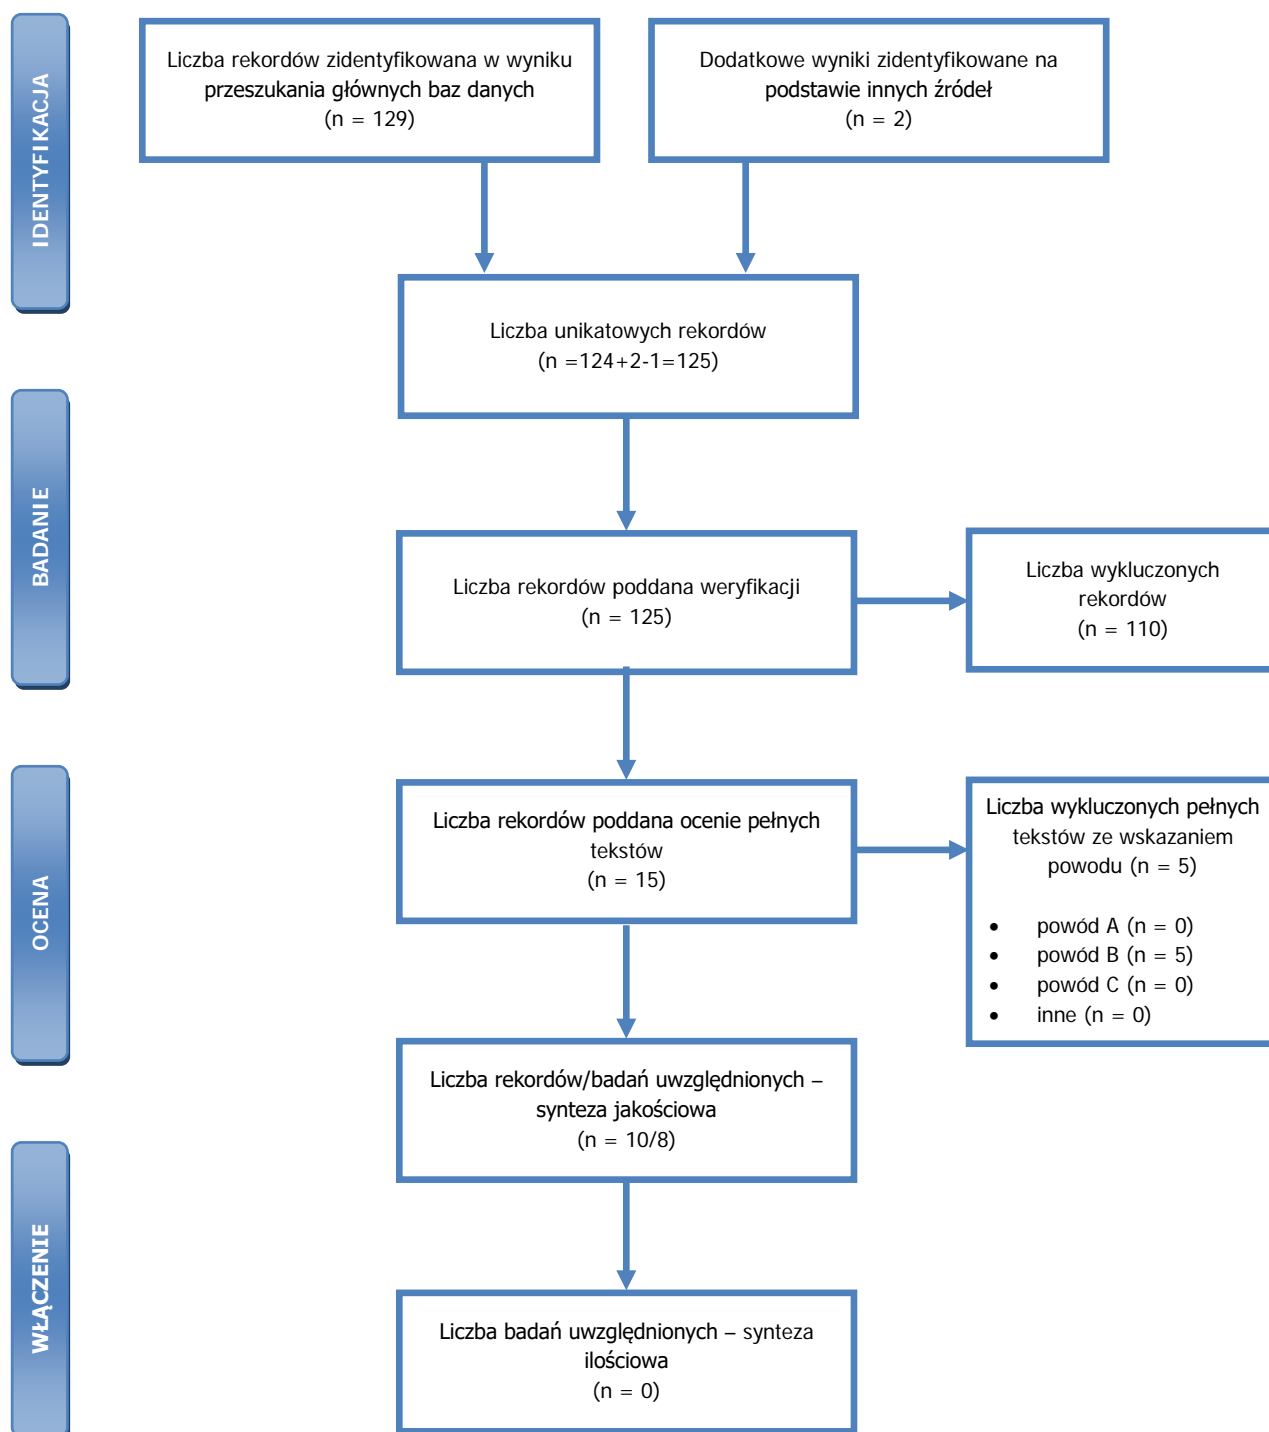 IDENTYFIKACJA
Liczba rekordów zidentyfikowana w wyniku
przeszukania głównych baz danych
(n = 129)
Dodatkowe wyniki zidentyfikowane na
podstawie innych źródeł
(n = 2)
Liczba unikatowych rekordów
(n =124+2-1=125)
BADANIE
Liczba rekordów poddana weryfikacji
(n = 125)
Liczba wykluczonych
rekordów
(n = 110)
OCENA
Liczba rekordów poddana ocenie pełnych
tekstów
(n = 15)
Liczba wykluczonych pełnych
tekstów ze wskazaniem
powodu (n = 5)
• powód A (n = 0)
• powód B (n = 5)
• powód C (n = 0)
• inne (n = 0)
Liczba rekordów/badań uwzględnionych –
synteza jakościowa
(n = 10/8)
WŁĄCZENIE
Liczba badań uwzględnionych – synteza
ilościowa
(n = 0)